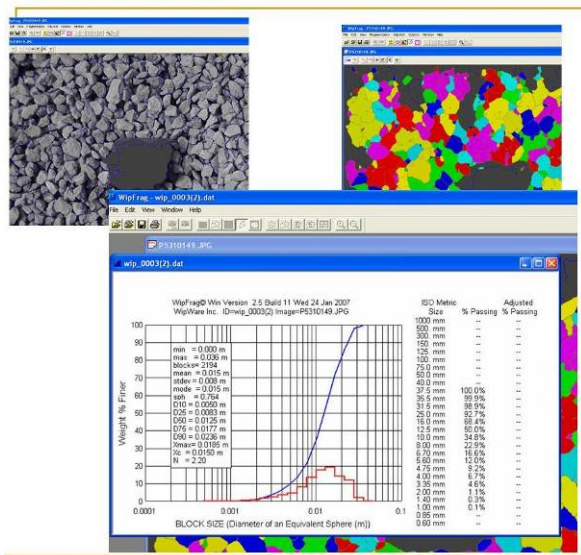 WipFrag - wip_0003(2).dat
File Edit View Window Help
P5310149.JPG
wip_0003(2).dat
WipFrag© Win Version 2.5 Build 11 Wed 24 Jan 2007
WipWare Inc. ID=wip_0003(2) Image=P5310149.JPG
Weight % Finer
100
90
80
70
60
50
40
30
20
10
0
min = 0.000 m
max = 0.036 m
blocks= 2194
mean = 0.015 m
stdev = 0.008 m
mode = 0.015 m
sph = 0.764
D10 = 0.0050 m
D25 = 0.0083 m
D50 = 0.0125 m
D75 = 0.0177 m
D90 = 0.0236 m
Xmax= 0.0185 m
Xc = 0.0150 m
N = 2.20
0.0001 0.001 0.01 0.1
BLOCK SIZE (Diameter of an Equivalent Sphere (m))
ISO Metric Adjusted
Size % Passing % Passing
1000 mm -- --
500 mm -- --
300. mm -- --
150 mm -- --
125. mm -- --
100. mm -- --
75.0 mm -- --
50.0 mm -- --
40.0 mm -- --
37.5 mm 100.0% --
35.5 mm 99.9% --
31.5 mm 98.9% --
25.0 mm 92.7% --
16.0 mm 68.4% --
12.5 mm 50.0% --
10.0 mm 34.8% --
8.00 mm 22.9% --
6.70 mm 16.6% --
5.60 mm 12.0% --
4.75 mm 9.2% --
4.00 mm 6.7% --
3.35 mm 4.6% --
2.00 mm 1.1% --
1.40 mm 0.3% --
1.00 mm 0.1% --
0.85 mm -- --
0.60 mm -- --